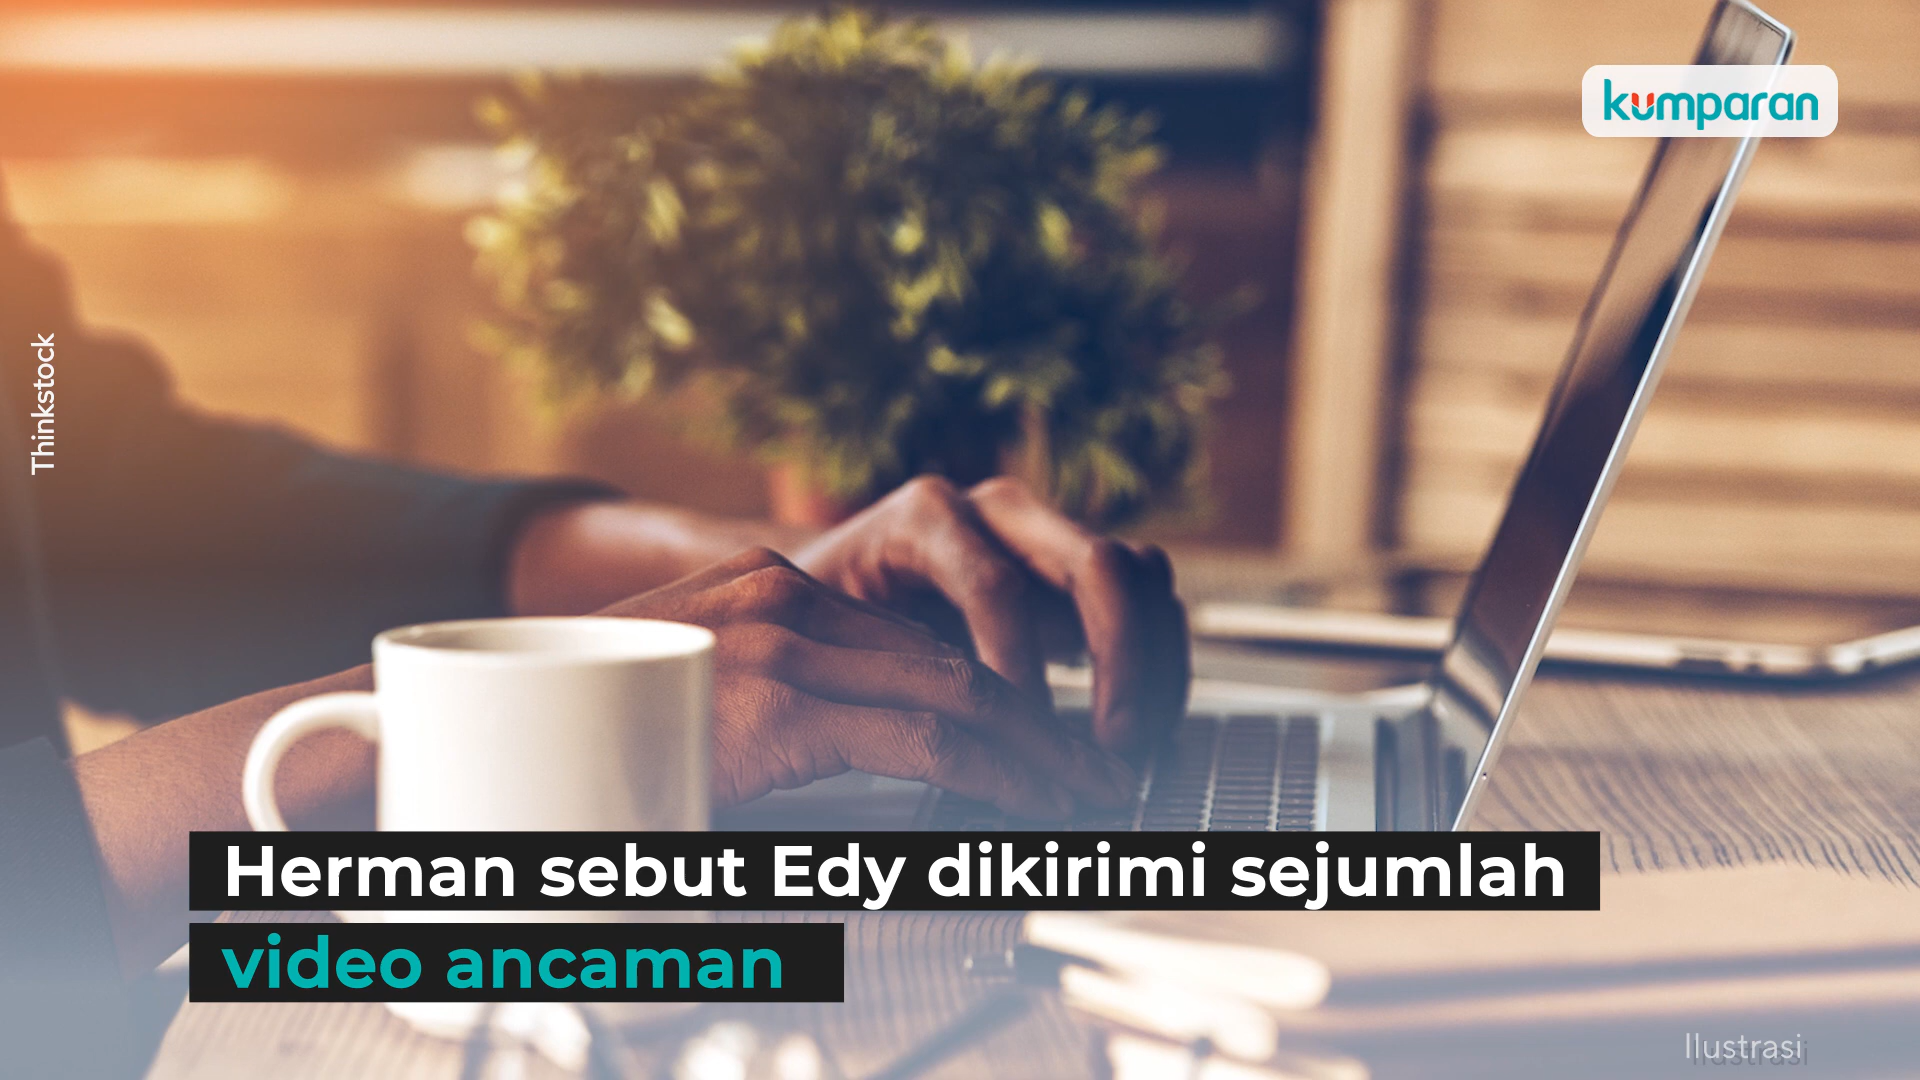 kumparan
Thinkstock
Herman sebut Edy dikirimi sejumlah
video ancaman
Ilustrasi